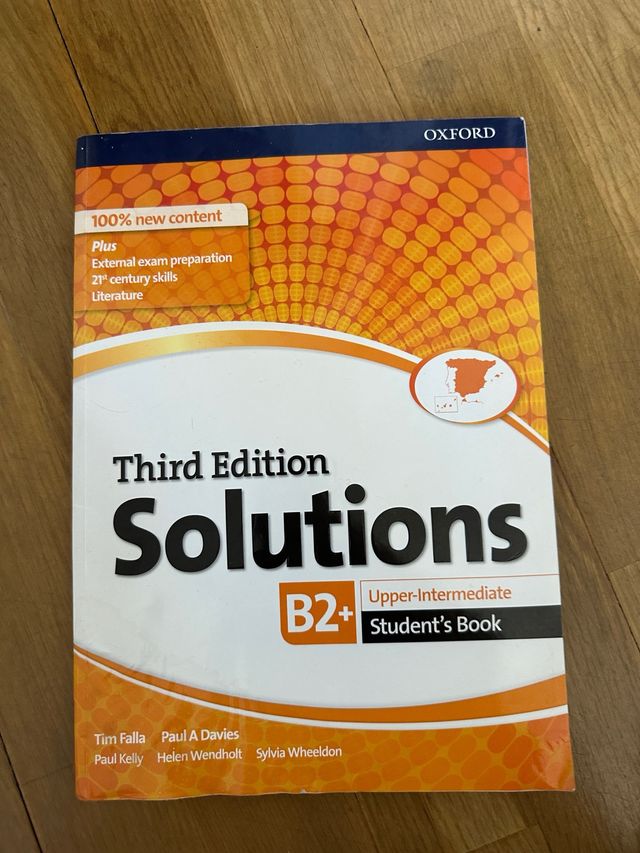 OXFORD
100% new content
Plus
External exam preparation
21st century skills
Literature
Third Edition
Solutions
B2+
Upper-Intermediate
Student's Book
Tim Falla Paul A Davies
Paul Kelly Helen Wendholt Sylvia Wheeldon